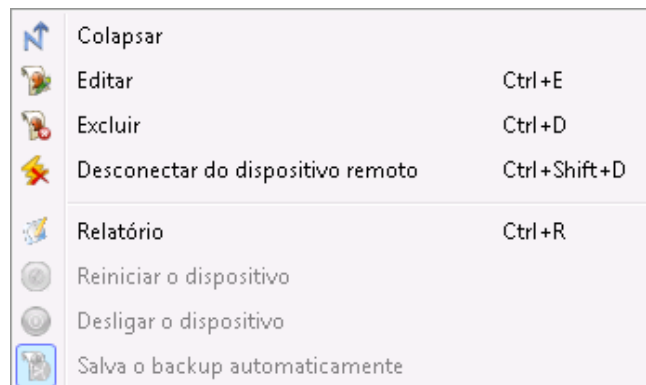 Colapsar
Editar Ctrl+E
Excluir Ctrl+D
Desconectar do dispositivo remoto Ctrl+Shift+D
Relatório Ctrl+R
Reiniciar o dispositivo
Desligar o dispositivo
Salva o backup automaticamente